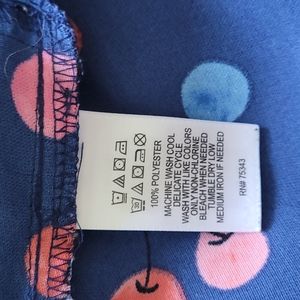 100% POLYESTER
MACHINE WASH COOL
DELICATE CYCLE
WASH WITH LIKE COLORS
ONLY NON-CHLORINE
BLEACH WHEN NEEDED
TUMBLE DRY LOW
MEDIUM IRON IF NEEDED
RN# 75343